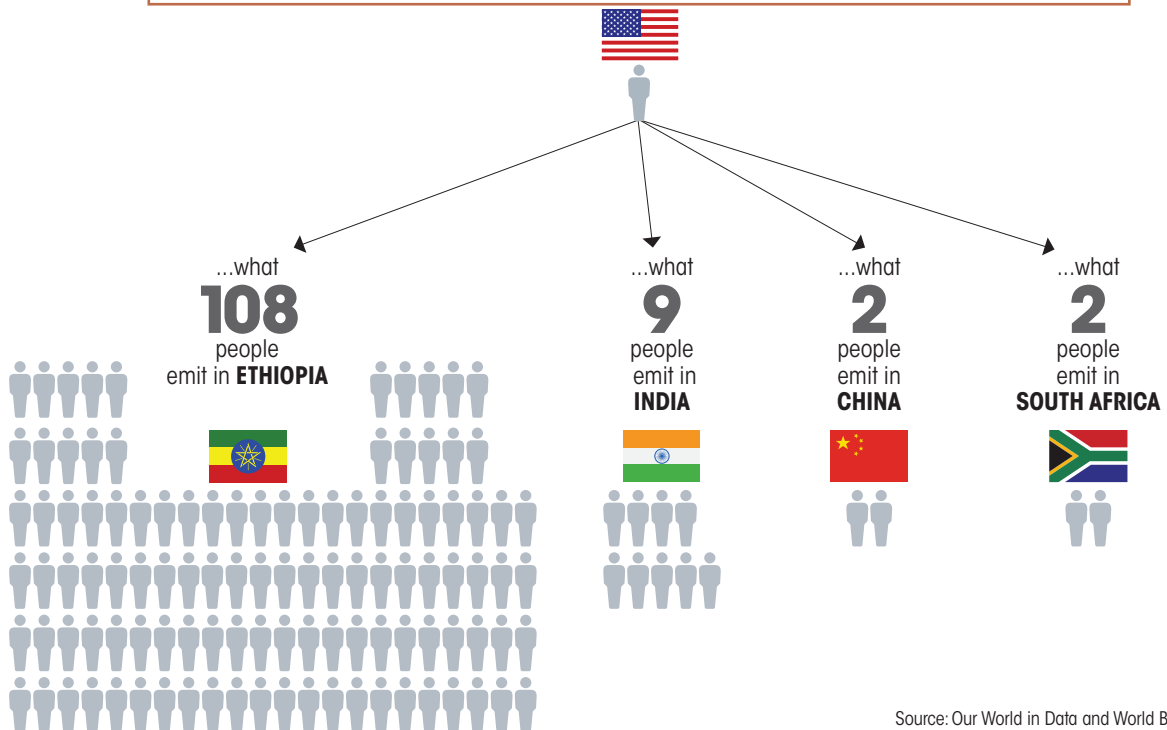 ...what
108
people
emit in ETHIOPIA
...what
9
people
emit in
INDIA
...what
2
people
emit in
CHINA
...what
2
people
emit in
SOUTH AFRICA
Source: Our World in Data and World B